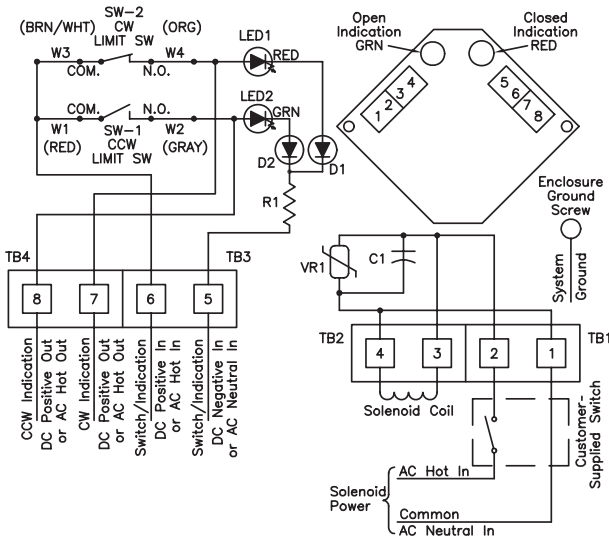 SW-2
(BRN/WHT) CW (ORG)
LIMIT SW
W3 W4
COM. N.O.
LED1
RED
LED2
GRN
COM. N.O.
W1 SW-1 W2
(RED) CCW (GRAY)
LIMIT SW
D2 D1
R1
Open
Indication
GRN
Closed
Indication
RED
1 2 3 4
5 6 7 8
Enclosure
Ground
Screw
System
Ground
VR1 C1
TB4 TB3
8 7 6 5
CCW Indication
DC Positive Out
or AC Hot Out
CW Indication
DC Positive Out
or AC Hot Out
Switch/Indication
DC Positive In
or AC Hot In
Switch/Indication
DC Negative In
or AC Neutral In
TB2 TB1
4 3 2 1
Solenoid Coil
Customer-
Supplied Switch
Solenoid
Power
AC Hot In
Common
AC Neutral In